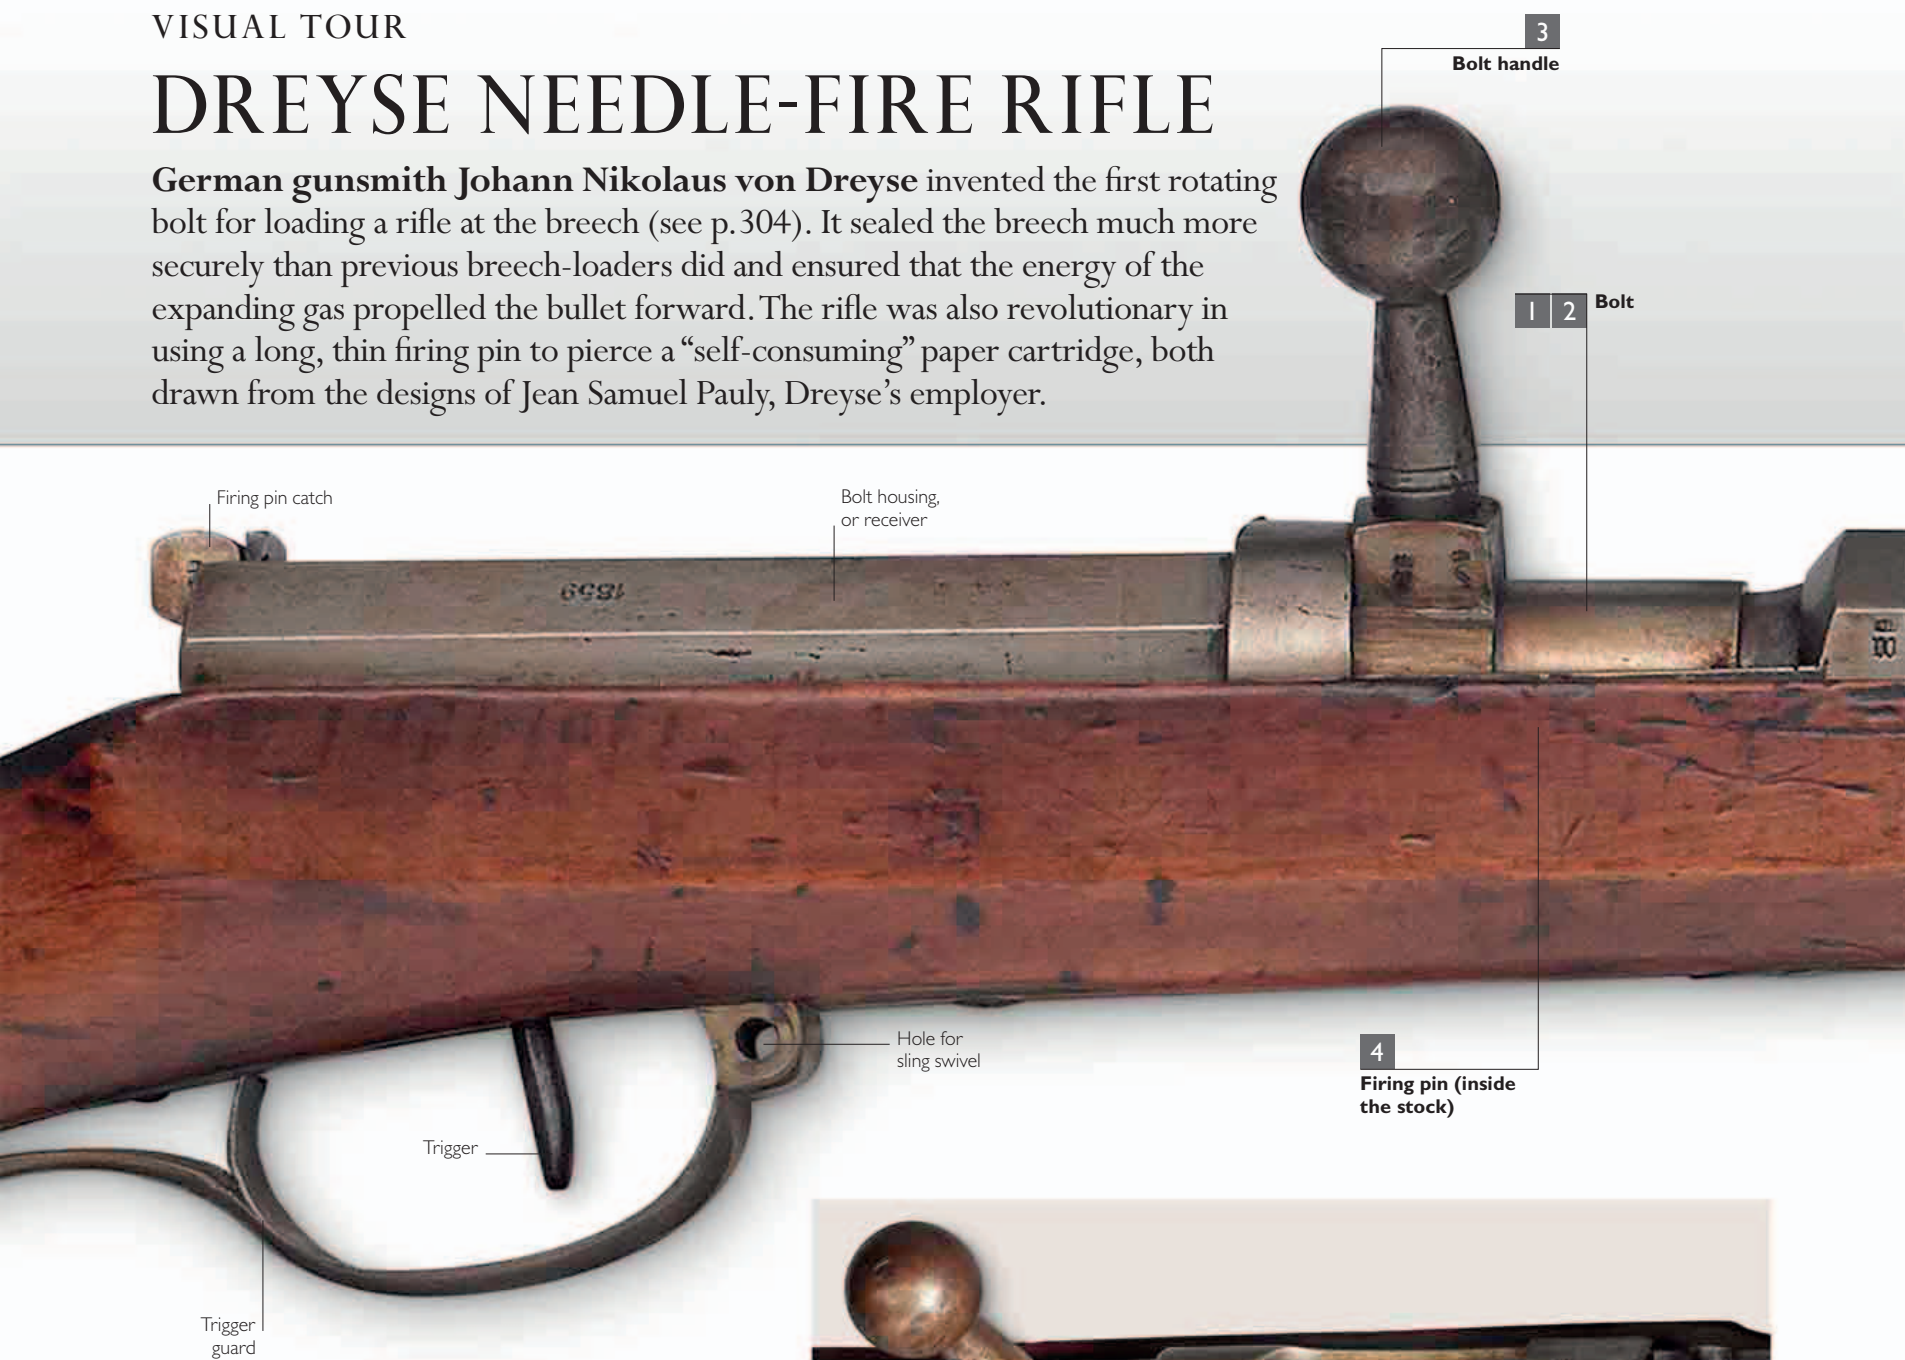 VISUAL TOUR
DREYSE NEEDLE-FIRE RIFLE
German gunsmith Johann Nikolaus von Dreyse invented the first rotating
bolt for loading a rifle at the breech (see p.304). It sealed the breech much more
securely than previous breech-loaders did and ensured that the energy of the
expanding gas propelled the bullet forward. The rifle was also revolutionary in
using a long, thin firing pin to pierce a “self-consuming” paper cartridge, both
drawn from the designs of Jean Samuel Pauly, Dreyse’s employer.
3
Bolt handle
1 2 Bolt
Firing pin catch
Bolt housing,
or receiver
1859
Hole for
sling swivel
4
Firing pin (inside
the stock)
Trigger
Trigger
guard